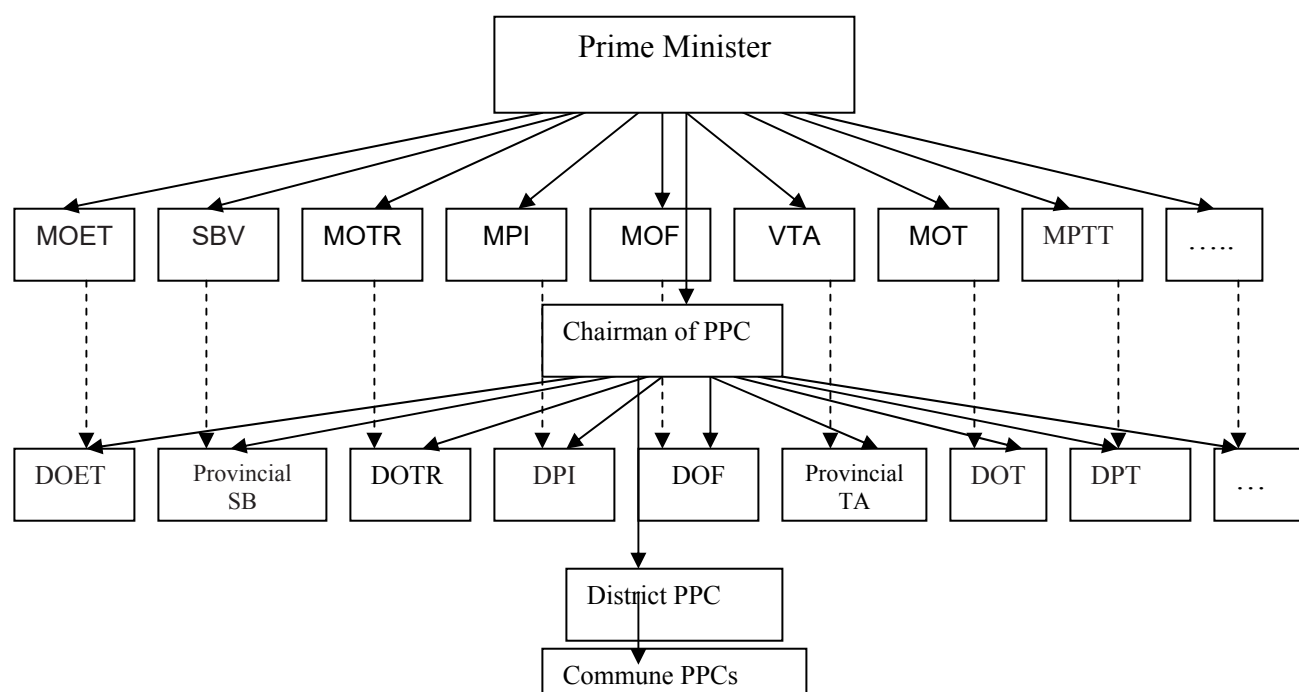 Prime Minister
MOET
SBV
MOTR
MPI
MOF
VTA
MOT
MPTT
…..
Chairman of PPC
DOET
Provincial
SB
DOTR
DPI
DOF
Provincial
TA
DOT
DPT
…
District PPC
Commune PPCs